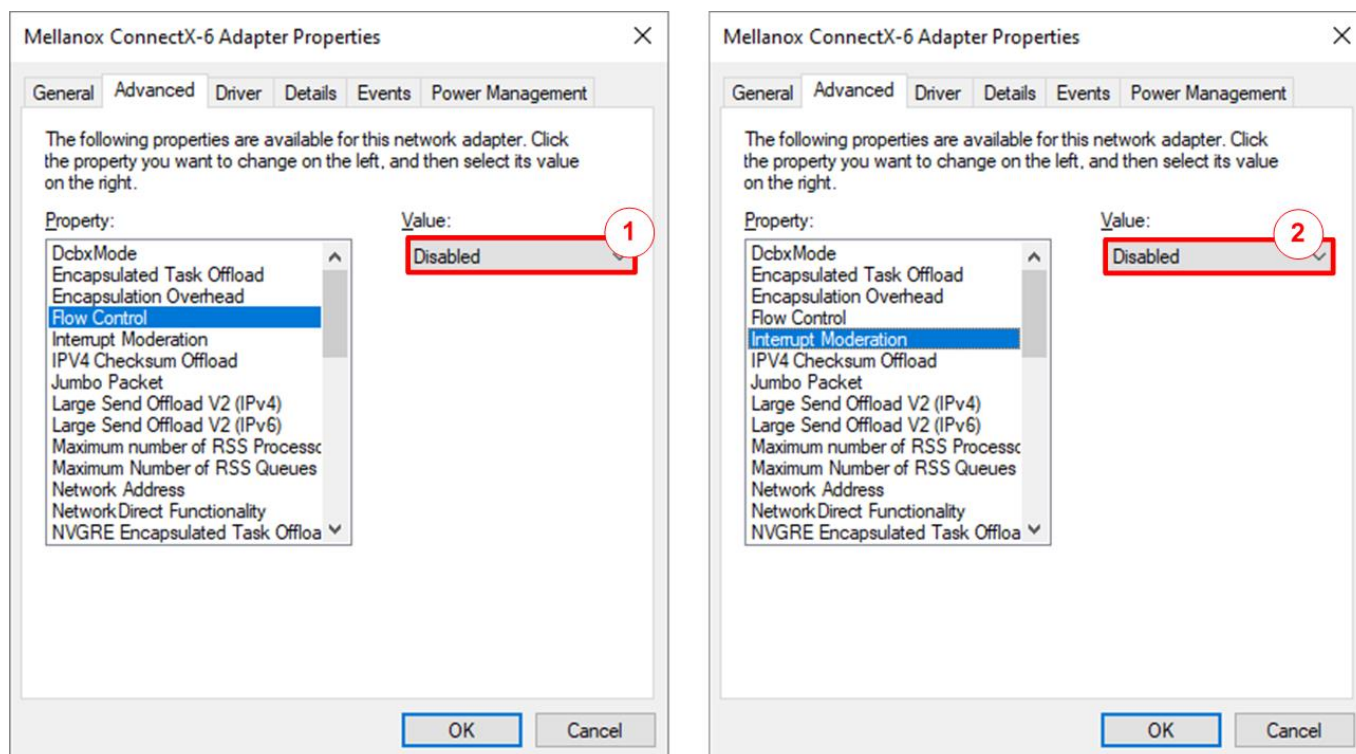 Mellanox ConnectX-6 Adapter Properties
General Advanced Driver Details Events Power Management
The following properties are available for this network adapter. Click
the property you want to change on the left, and then select its value
on the right.
Property:
Value:
1
DcbxMode
Encapsulated Task Offload
Encapsulation Overhead
Flow Control
Interrupt Moderation
IPV4 Checksum Offload
Jumbo Packet
Large Send Offload V2 (IPv4)
Large Send Offload V2 (IPv6)
Maximum number of RSS Processo
Maximum Number of RSS Queues
Network Address
NetworkDirect Functionality
NVGRE Encapsulated Task Offloa
Disabled
OK Cancel
Mellanox ConnectX-6 Adapter Properties
General Advanced Driver Details Events Power Management
The following properties are available for this network adapter. Click
the property you want to change on the left, and then select its value
on the right.
Property:
Value:
2
DcbxMode
Encapsulated Task Offload
Encapsulation Overhead
Flow Control
Interrupt Moderation
IPV4 Checksum Offload
Jumbo Packet
Large Send Offload V2 (IPv4)
Large Send Offload V2 (IPv6)
Maximum number of RSS Processo
Maximum Number of RSS Queues
Network Address
NetworkDirect Functionality
NVGRE Encapsulated Task Offloa
Disabled
OK Cancel